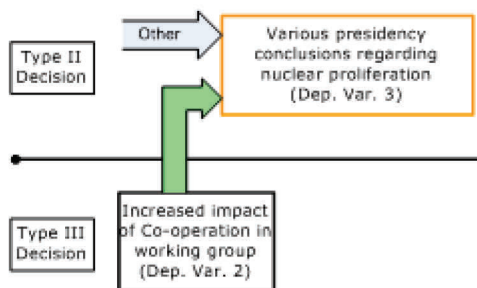 Other
Type II
Decision
Various presidency
conclusions regarding
nuclear proliferation
(Dep. Var. 3)
Type III
Decision
Increased impact
of Co-operation in
working group
(Dep. Var. 2)